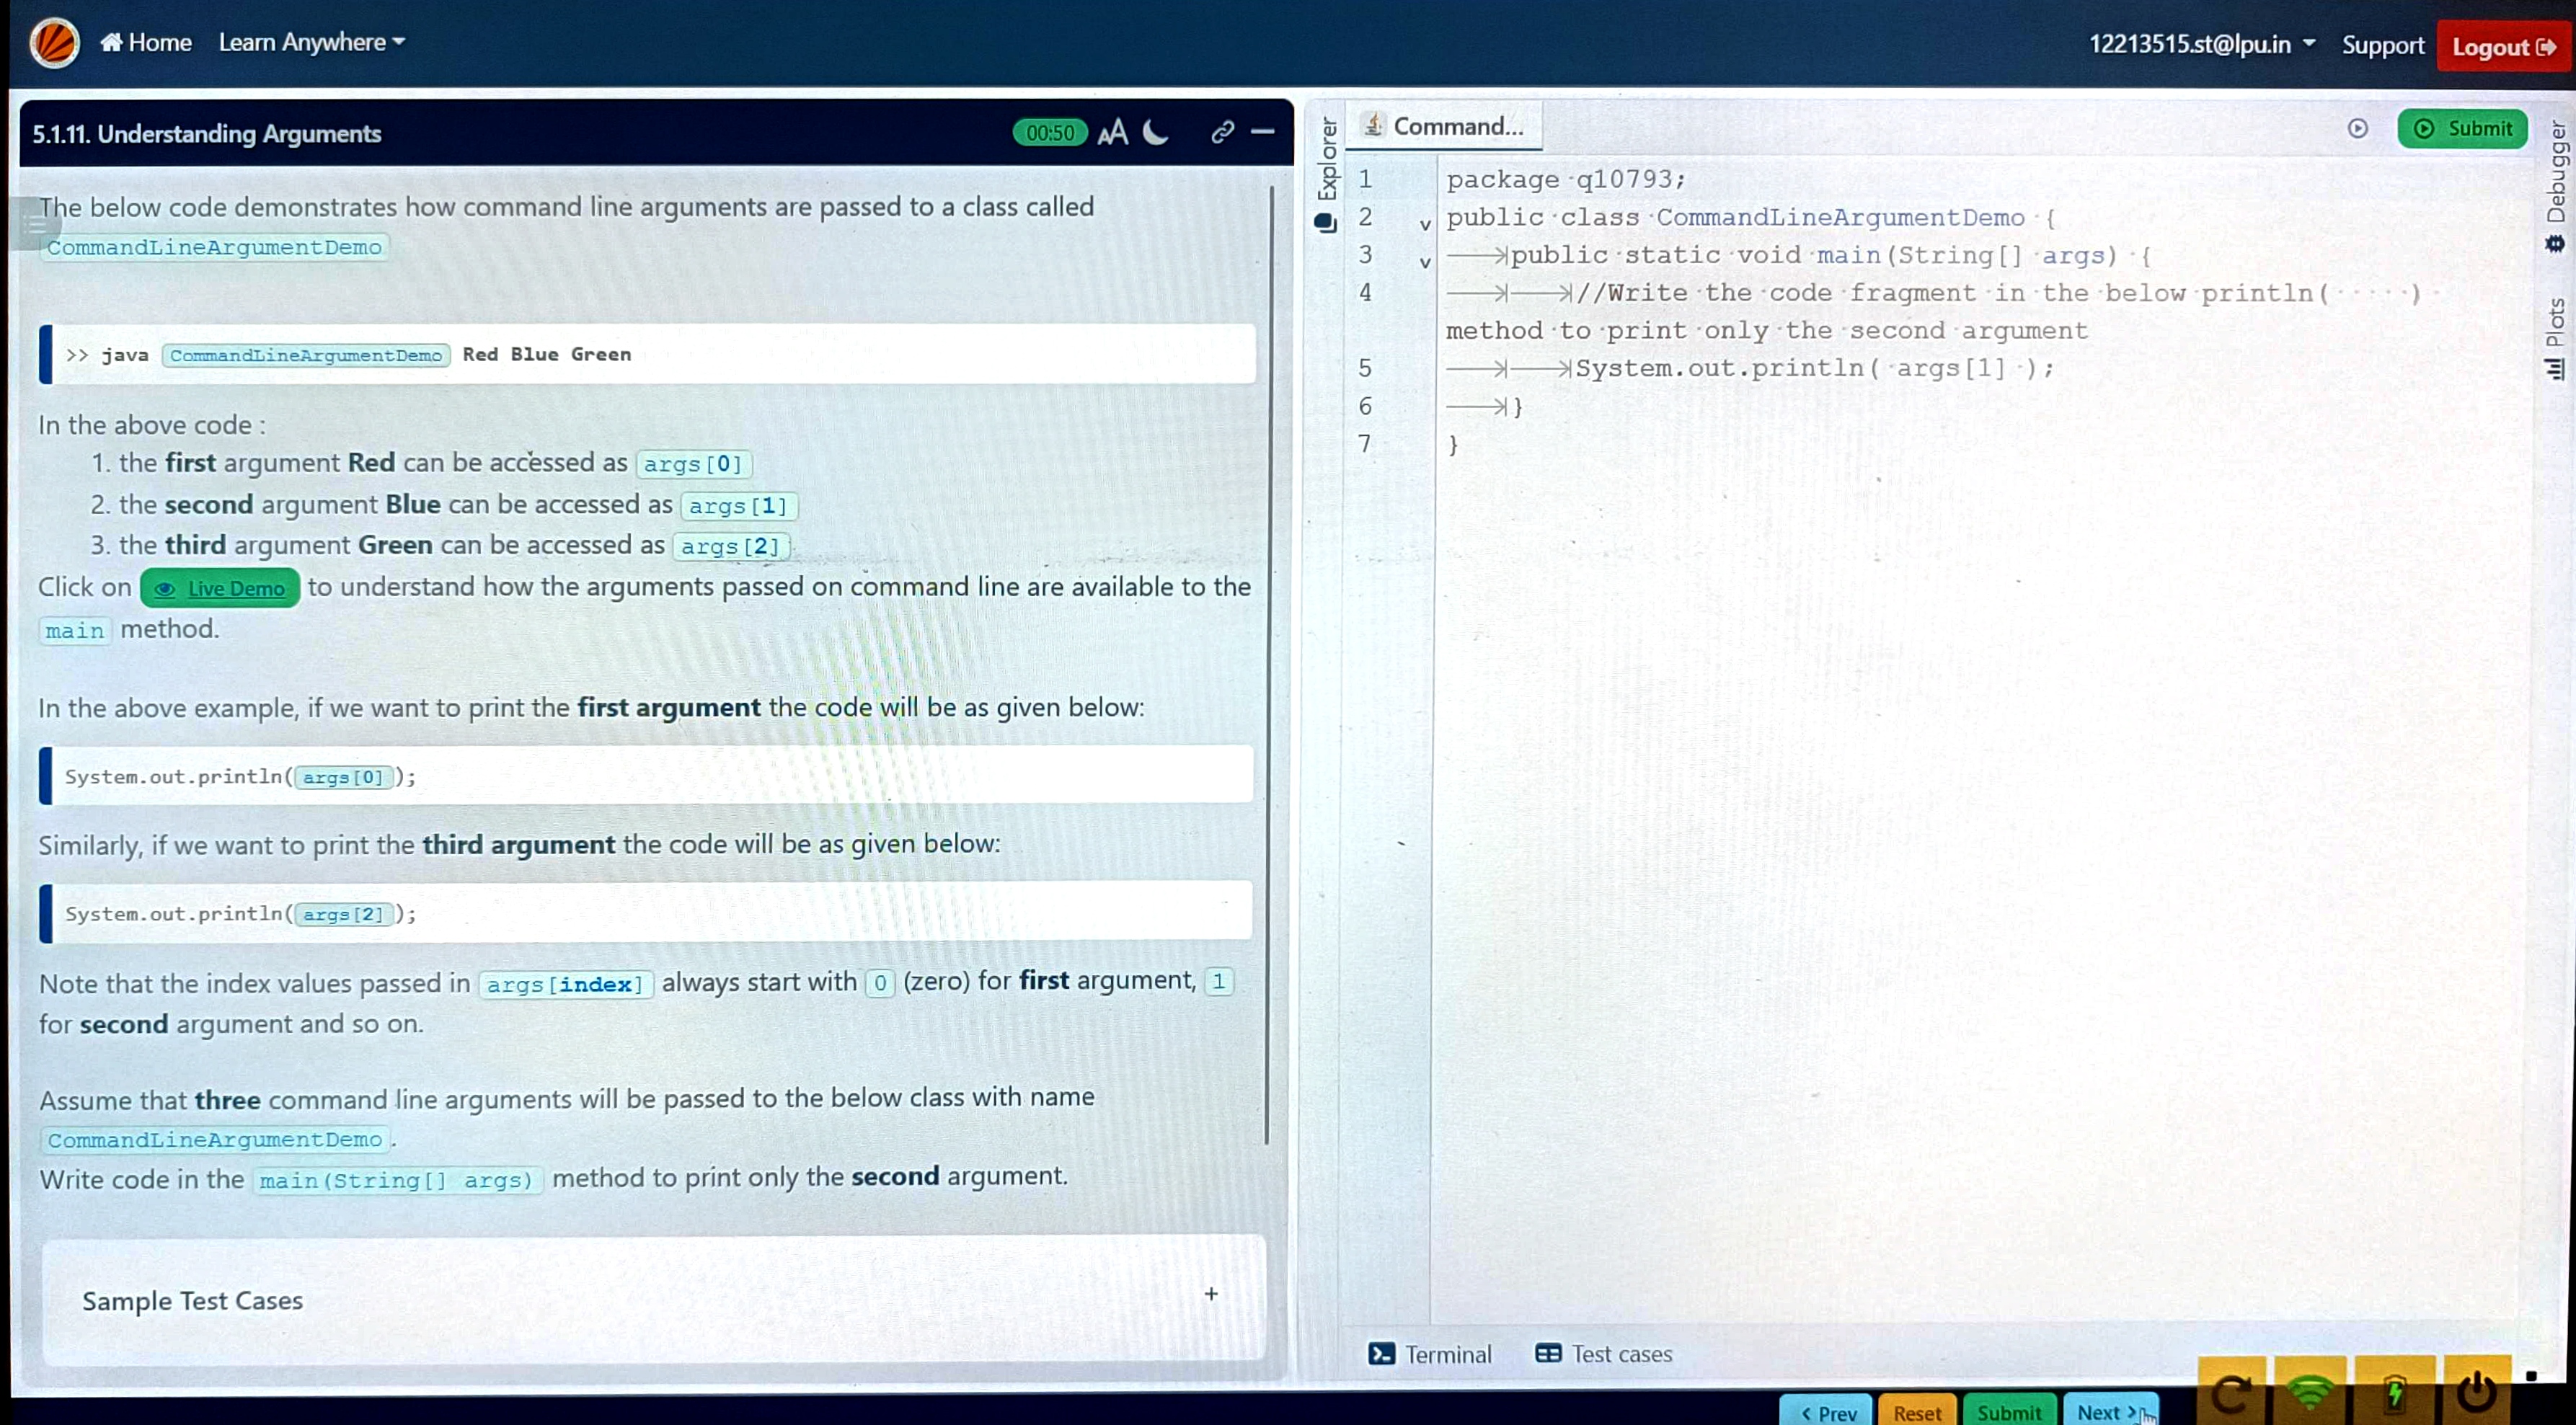 Home Learn Anywhere 12213515.st@lpu.in Support Logout
5.1.11. Understanding Arguments 00:50 AA
The below code demonstrates how command line arguments are passed to a class called
CommandLineArgumentDemo
>> java CommandLineArgumentDemo Red Blue Green
In the above code :
1. the first argument Red can be accessed as args[0]
2. the second argument Blue can be accessed as args[1]
3. the third argument Green can be accessed as args[2]
Click on Live Demo to understand how the arguments passed on command line are available to the
main method.
In the above example, if we want to print the first argument the code will be as given below:
System.out.println(args[0]);
Similarly, if we want to print the third argument the code will be as given below:
System.out.println(args[2]);
Note that the index values passed in args[index] always start with 0 (zero) for first argument, 1
for second argument and so on.
Assume that three command line arguments will be passed to the below class with name
CommandLineArgumentDemo.
Write code in the main(String[] args) method to print only the second argument.
Sample Test Cases +
Explorer
Command...
Submit
Debugger
Plots
1 package q10793;
2 public class CommandLineArgumentDemo {
3 public static void main(String[] args) {
4 //Write the code fragment in the below println( )
method to print only the second argument
5 System.out.println( args[1] );
6 }
7 }
Terminal Test cases
< Prev Reset Submit Next >